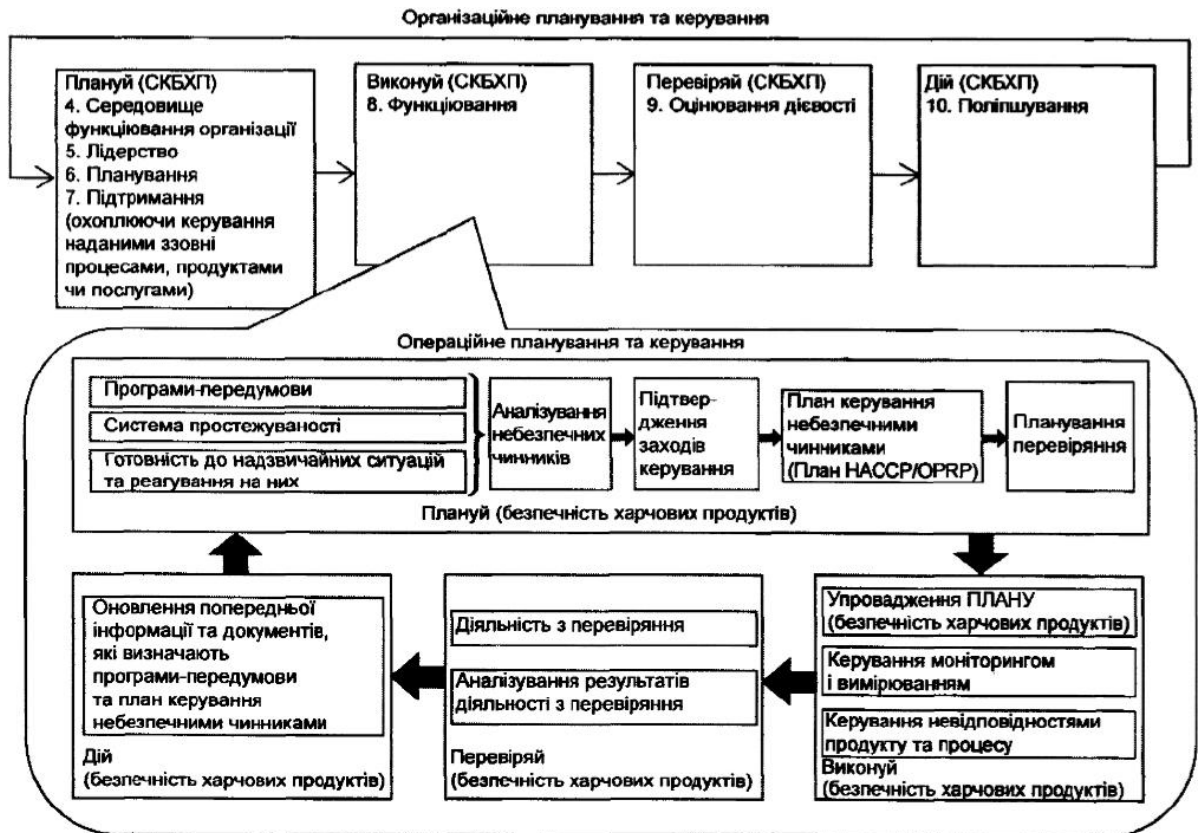 Організаційне планування та керування
Плануй (СКБХП)
4. Середовище
функціювання організації
5. Лідерство
6. Планування
7. Підтримання
(охоплюючи керування
наданими ззовні
процесами, продуктами
чи послугами)
Виконуй (СКБХП)
8. Функціювання
Перевіряй (СКБХП)
9. Оцінювання дієвості
Дій (СКБХП)
10. Поліпшування
Операційне планування та керування
Програми-передумови
Система простежуваності
Готовність до надзвичайних ситуацій
та реагування на них
Аналізування
небезпечних
чинників
Підтвер-
дження
заходів
керування
План керування
небезпечними
чинниками
(План НАССР/OPRP)
Планування
перевіряння
Плануй (безпечність харчових продуктів)
Оновлення попередньої
інформації та документів,
які визначають
програми-передумови
та план керування
небезпечними чинниками
Дій
(безпечність харчових продуктів)
Діяльність з перевіряння
Аналізування результатів
діяльності з перевіряння
Перевіряй
(безпечність харчових продуктів)
Упровадження ПЛАНУ
(безпечність харчових продуктів)
Керування моніторингом
і вимірюванням
Керування невідповідностями
продукту та процесу
Виконуй
(безпечність харчових продуктів)